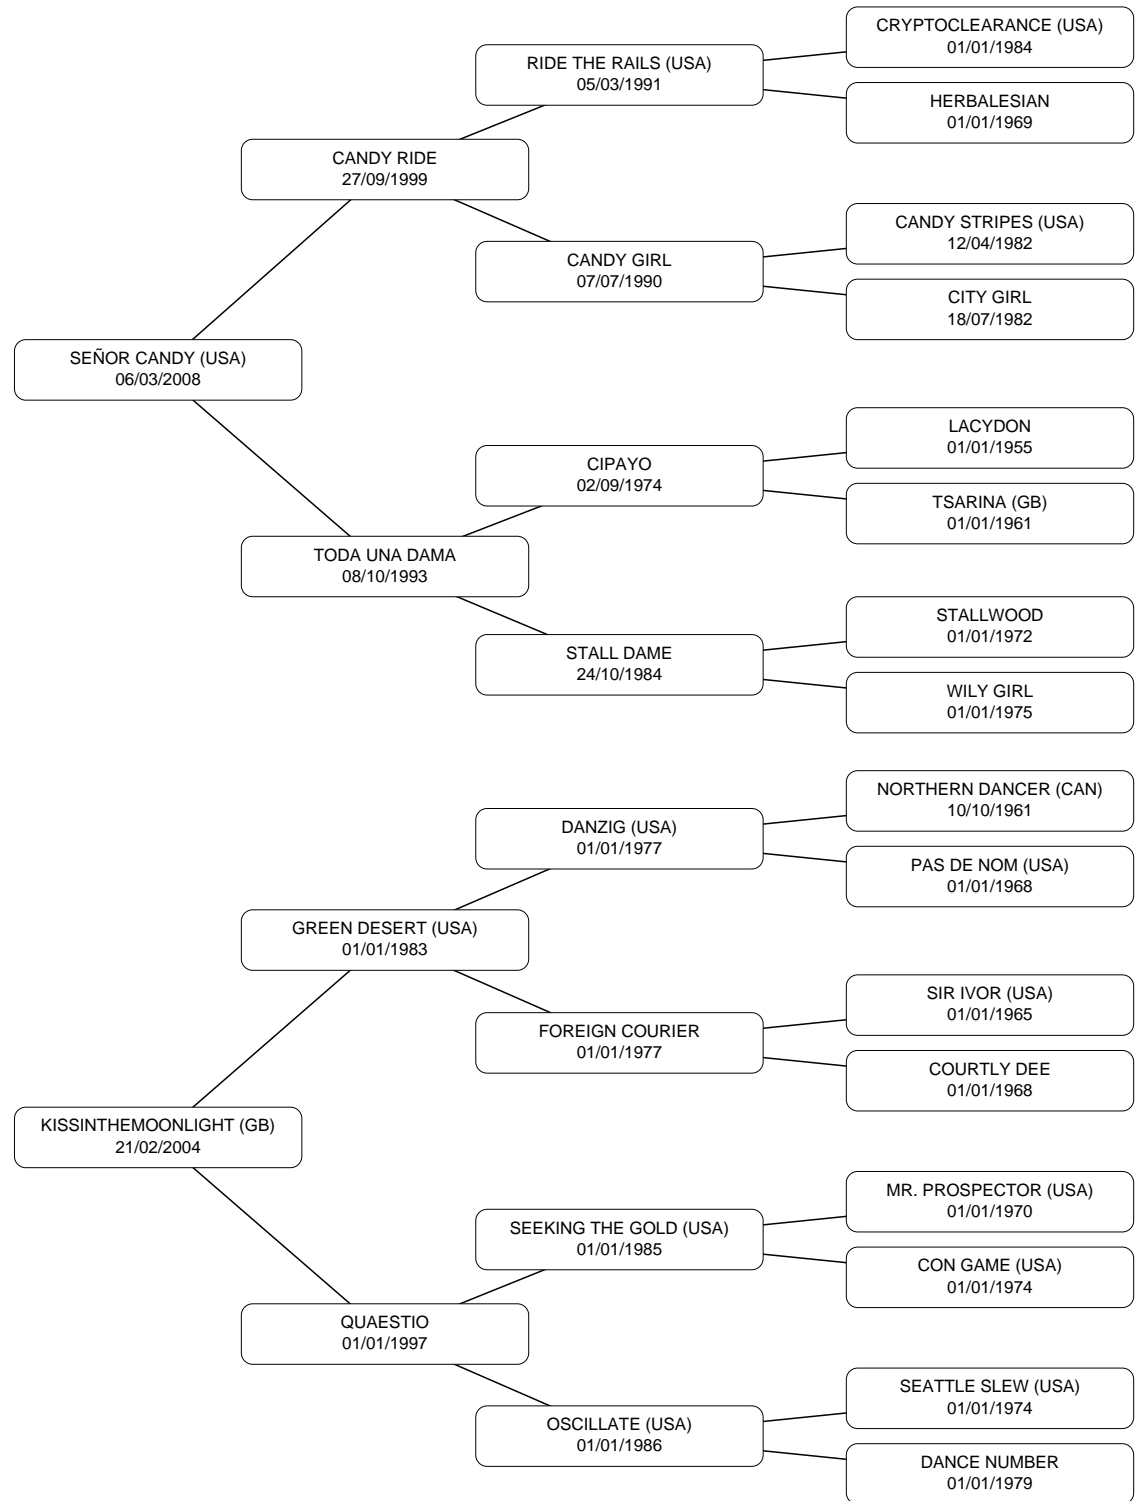 CRYPTOCLEARANCE (USA)
01/01/1984
RIDE THE RAILS (USA)
05/03/1991
HERBALESIAN
01/01/1969
CANDY RIDE
27/09/1999
CANDY STRIPES (USA)
12/04/1982
CANDY GIRL
07/07/1990
CITY GIRL
18/07/1982
SEÑOR CANDY (USA)
06/03/2008
LACYDON
01/01/1955
CIPAYO
02/09/1974
TSARINA (GB)
01/01/1961
TODA UNA DAMA
08/10/1993
STALLWOOD
01/01/1972
STALL DAME
24/10/1984
WILY GIRL
01/01/1975
NORTHERN DANCER (CAN)
10/10/1961
DANZIG (USA)
01/01/1977
PAS DE NOM (USA)
01/01/1968
GREEN DESERT (USA)
01/01/1983
SIR IVOR (USA)
01/01/1965
FOREIGN COURIER
01/01/1977
COURTLY DEE
01/01/1968
KISSINTHEMOONLIGHT (GB)
21/02/2004
MR. PROSPECTOR (USA)
01/01/1970
SEEKING THE GOLD (USA)
01/01/1985
CON GAME (USA)
01/01/1974
QUAESTIO
01/01/1997
SEATTLE SLEW (USA)
01/01/1974
OSCILLATE (USA)
01/01/1986
DANCE NUMBER
01/01/1979